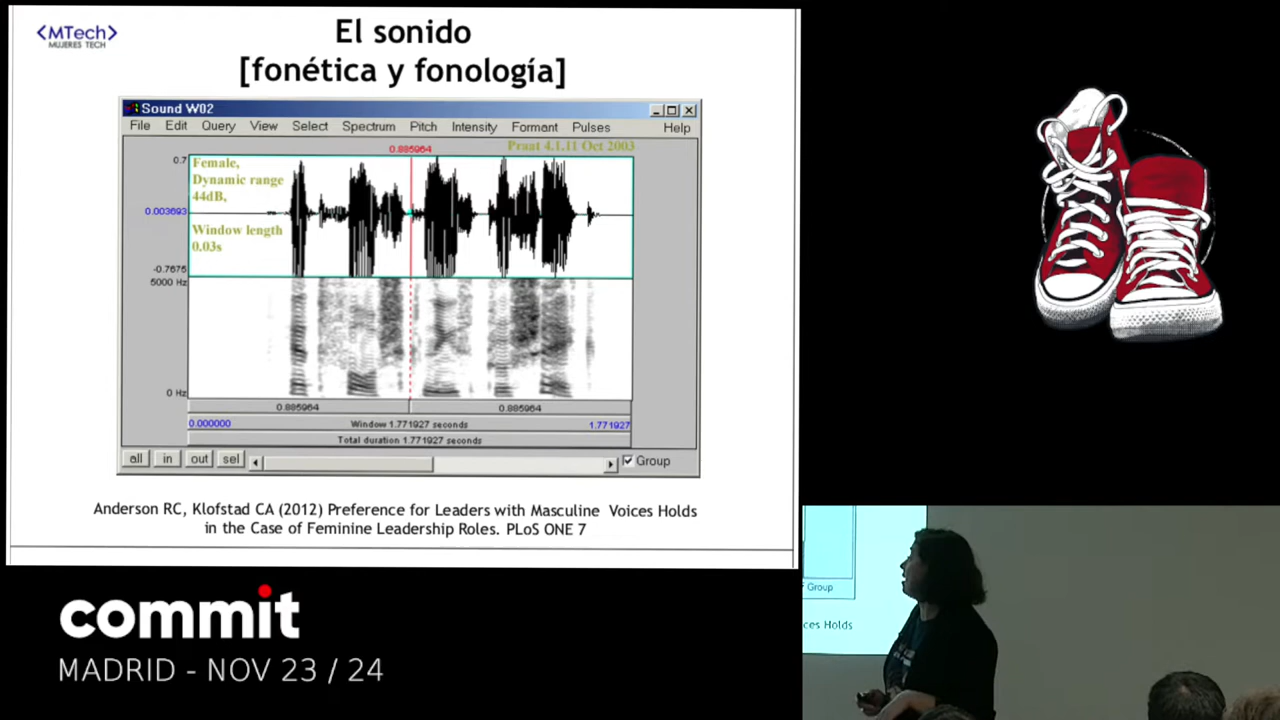 <MTech>
MUJERES TECH
El sonido
[fonética y fonología]
Sound W02
File Edit Query View Select Spectrum Pitch Intensity Formant Pulses Help
0.885964
Praat 4.1.11 Oct 2003
0.7
Female,
Dynamic range
44dB,
0.003693
Window length
0.03s
-0.7675
5000 Hz
0 Hz
0.885964 0.885964
0.000000 Window 1.771927 seconds 1.771927
Total duration 1.771927 seconds
all in out sel Group
Anderson RC, Klofstad CA (2012) Preference for Leaders with Masculine Voices Holds
in the Case of Feminine Leadership Roles. PLoS ONE 7
commit
MADRID - NOV 23 / 24
Group
ces Holds